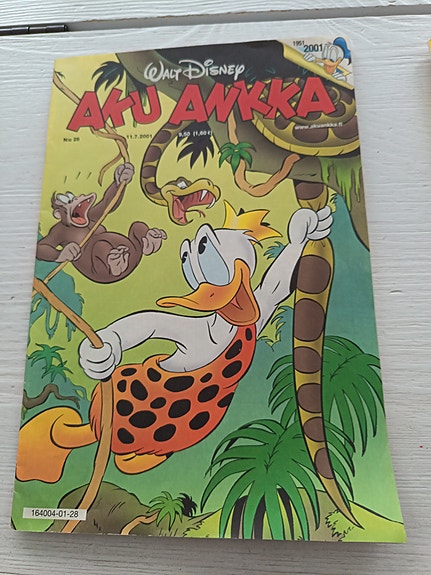 1951
2001
WALT DISNEY
AKU ANKKA
No 28 11.7.2001 9,50 (1,60 €) www.akuankka.fi
164004-01-28